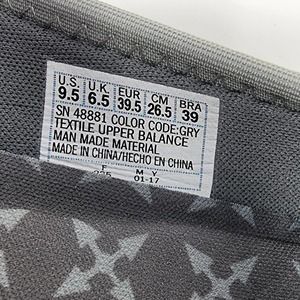 U.S. U.K. EUR CM BRA
9.5 6.5 39.5 26.5 39
SN 48881 COLOR CODE:GRY
TEXTILE UPPER BALANCE
MAN MADE MATERIAL
MADE IN CHINA/HECHO EN CHINA
F M Y
01-17